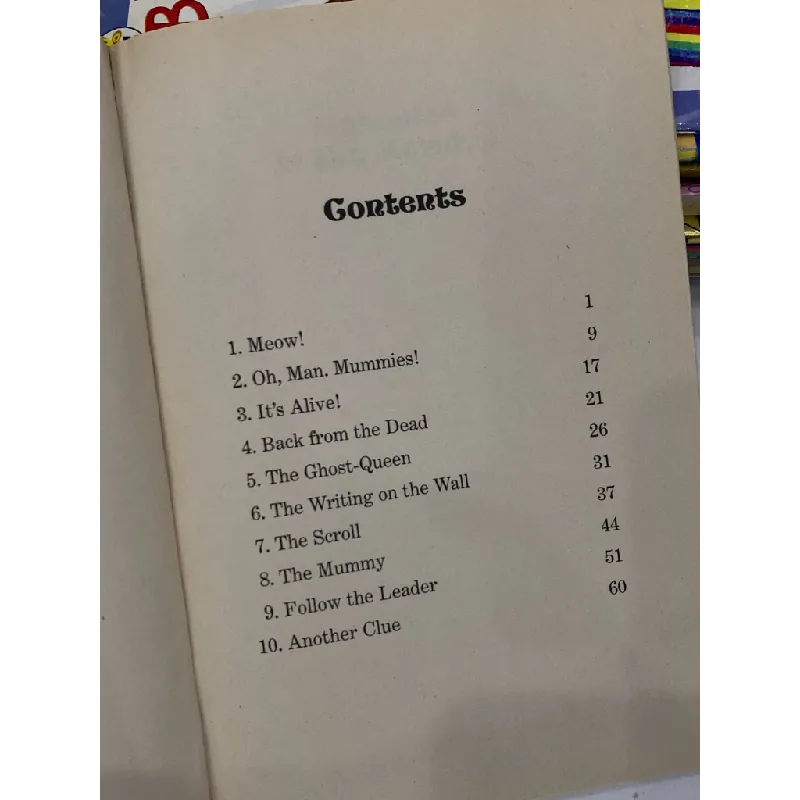 Contents
1. Meow! 1
2. Oh, Man. Mummies! 9
3. It's Alive! 17
4. Back from the Dead 21
5. The Ghost-Queen 26
6. The Writing on the Wall 31
7. The Scroll 37
8. The Mummy 44
9. Follow the Leader 51
10. Another Clue 60